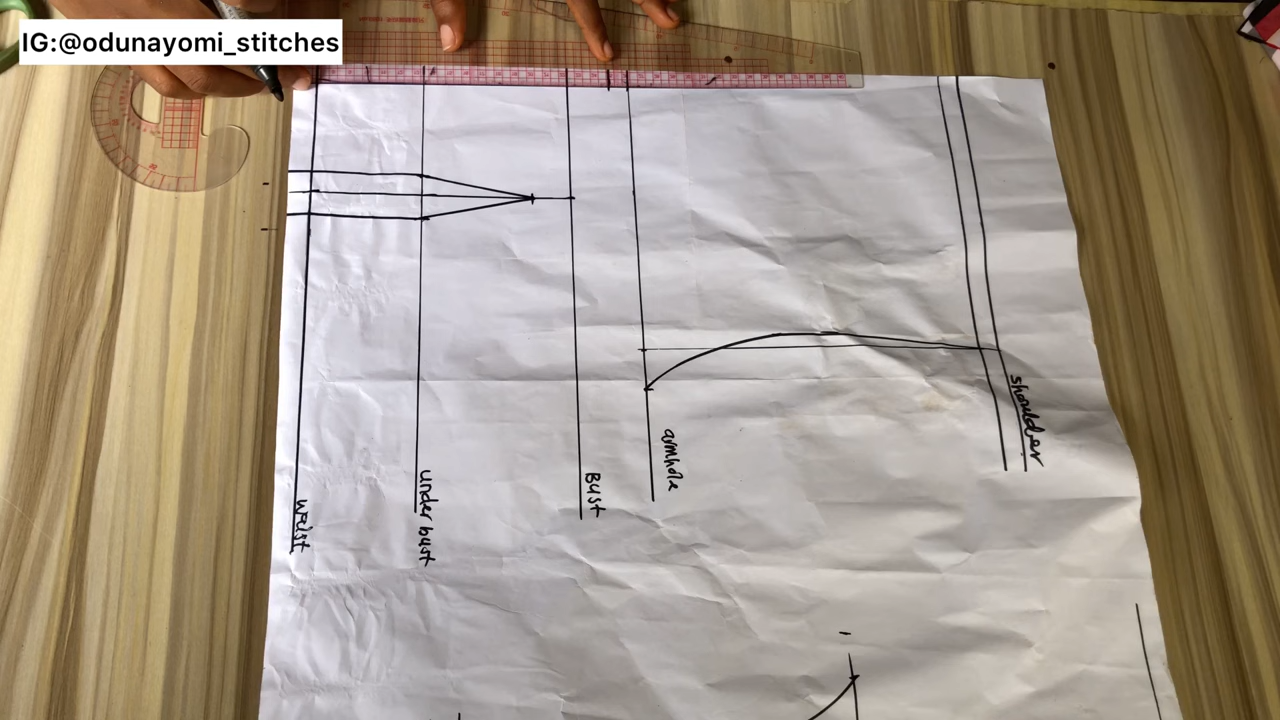 IG:@odunayomi_stitches
shoulder
armhole
Bust
under bust
waist